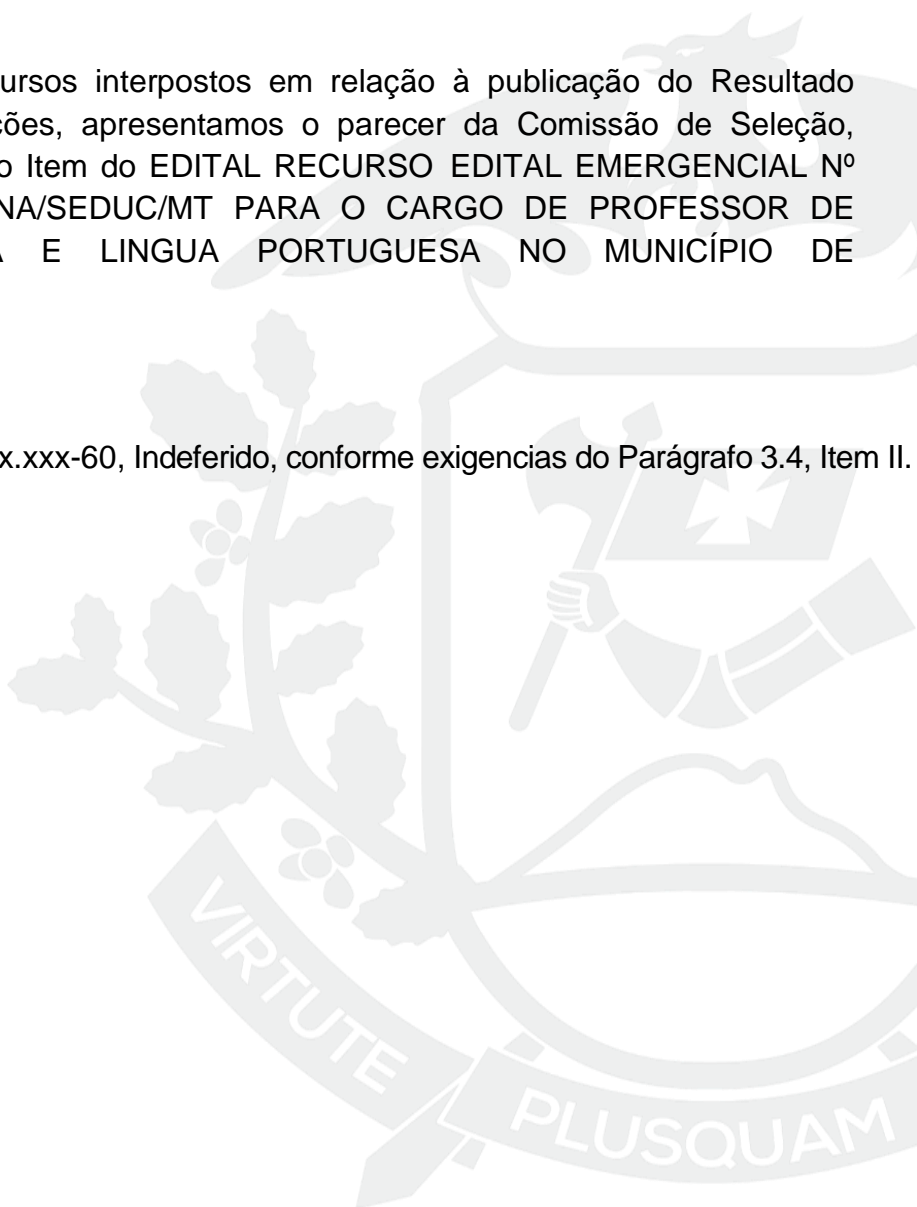 ursos interpostos em relação à publicação do Resultado
ções, apresentamos o parecer da Comissão de Seleção,
o Item do EDITAL RECURSO EDITAL EMERGENCIAL Nº
NA/SEDUC/MT PARA O CARGO DE PROFESSOR DE
A E LINGUA PORTUGUESA NO MUNICÍPIO DE
x.xxx-60, Indeferido, conforme exigencias do Parágrafo 3.4, Item II.
VIRTUTE
PLUSQUAM